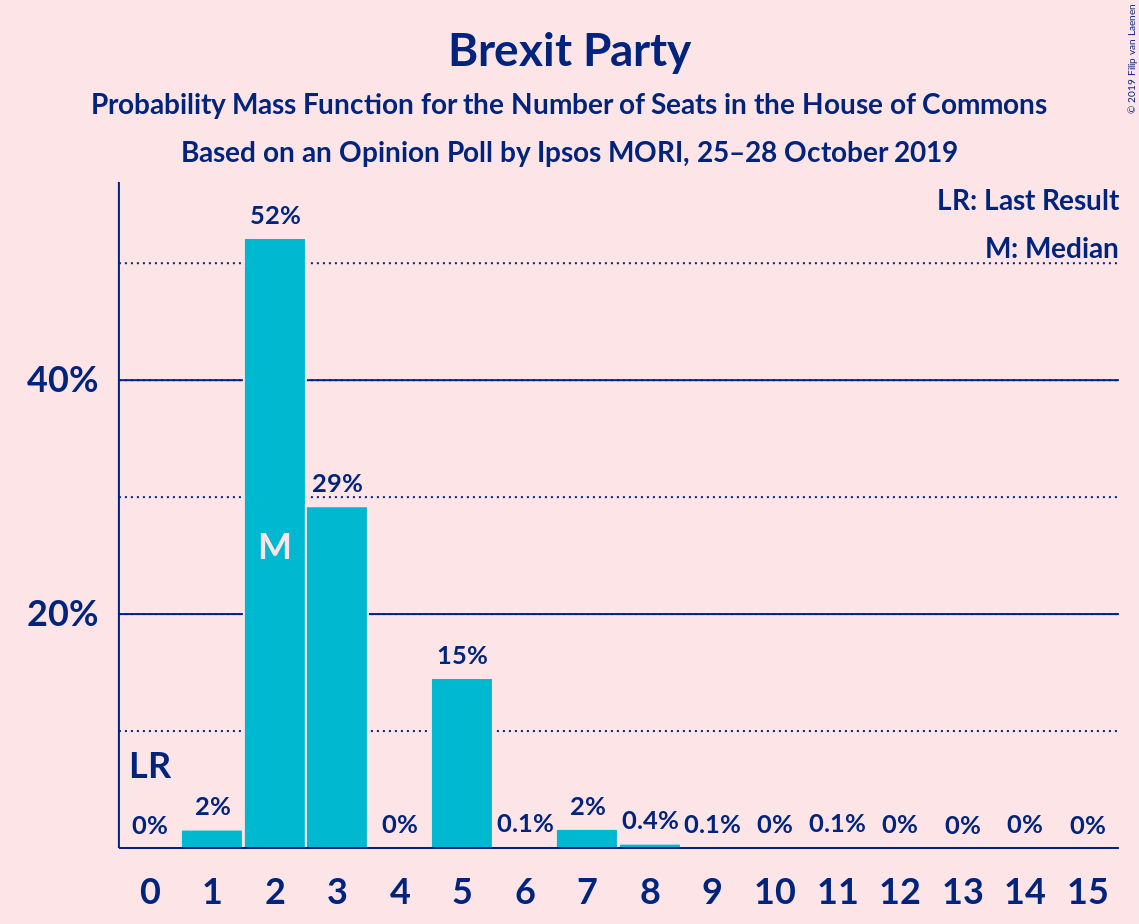 Brexit Party
Probability Mass Function for the Number of Seats in the House of Commons
Based on an Opinion Poll by Ipsos MORI, 25–28 October 2019
© 2019 Filip van Laenen
LR: Last Result
M: Median
52%
40%
29%
M
20%
15%
LR
0% 2% 0% 0.1% 2% 0.4% 0.1% 0% 0.1% 0% 0% 0% 0%
0 1 2 3 4 5 6 7 8 9 10 11 12 13 14 15